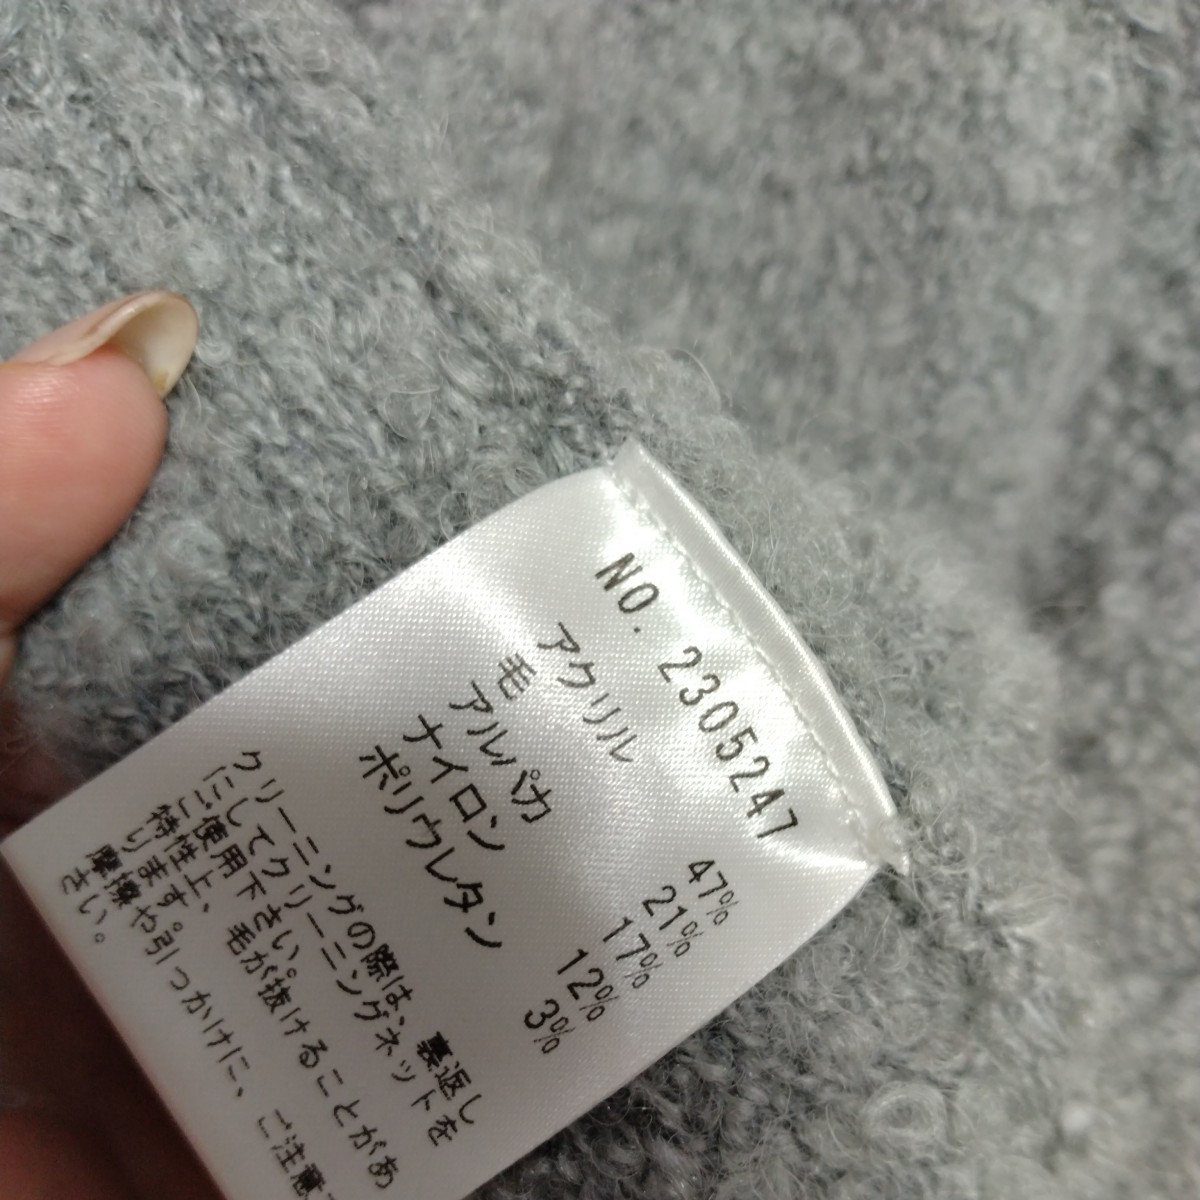 NO. 2305247
アクリル 47%
毛 21%
アルパカ 17%
ナイロン 12%
ポリウレタン 3%
クリーニングの際は、裏返し
にしてクリーニングネットを
ご使用下さい。
特性上、毛が抜けることがあ
ります。
摩擦や引っかけに、ご注意
さい。